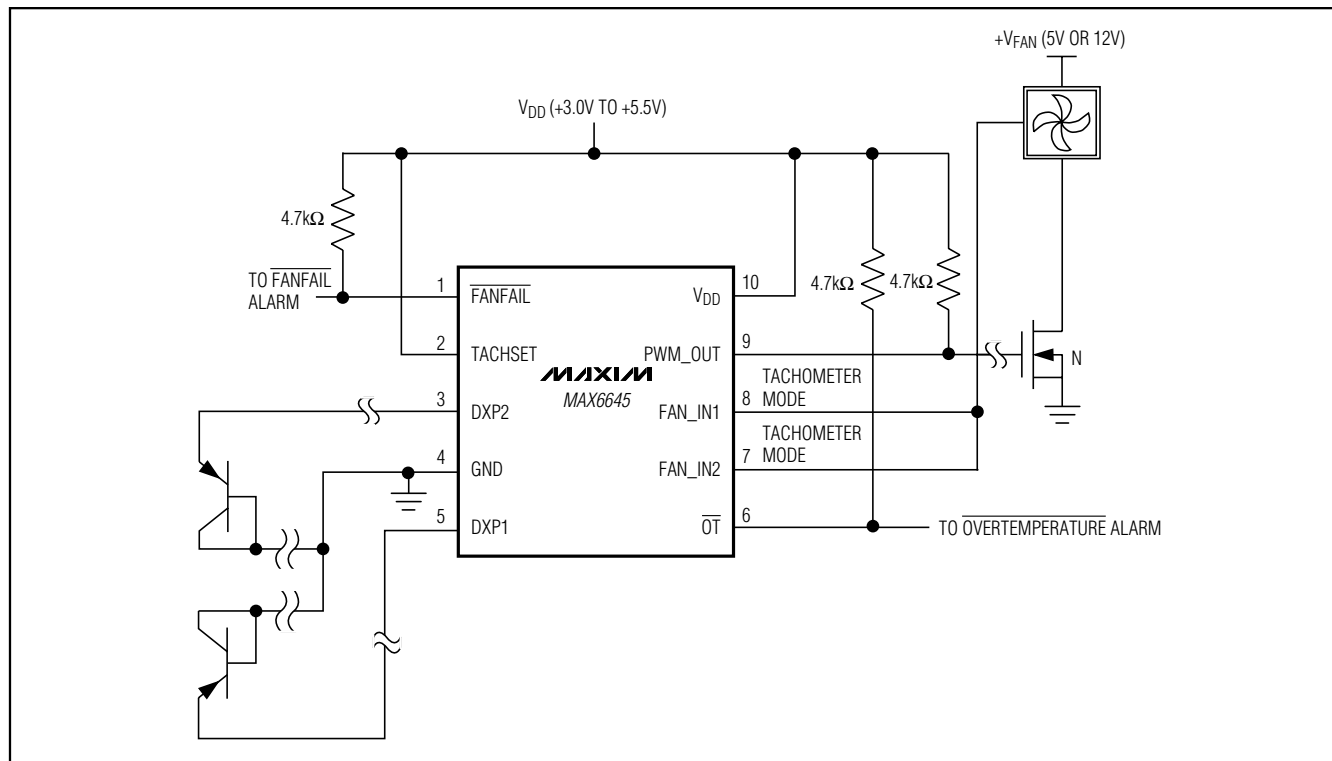 +VFAN (5V OR 12V)
VDD (+3.0V TO +5.5V)
4.7kΩ
4.7kΩ
4.7kΩ
TO FANFAIL
ALARM
1
FANFAIL
10
VDD
2
TACHSET
9
PWM_OUT
N
MAXIM
MAX6645
3
DXP2
TACHOMETER
MODE
8
FAN_IN1
4
GND
TACHOMETER
MODE
7
FAN_IN2
5
DXP1
6
OT
TO OVERTEMPERATURE ALARM